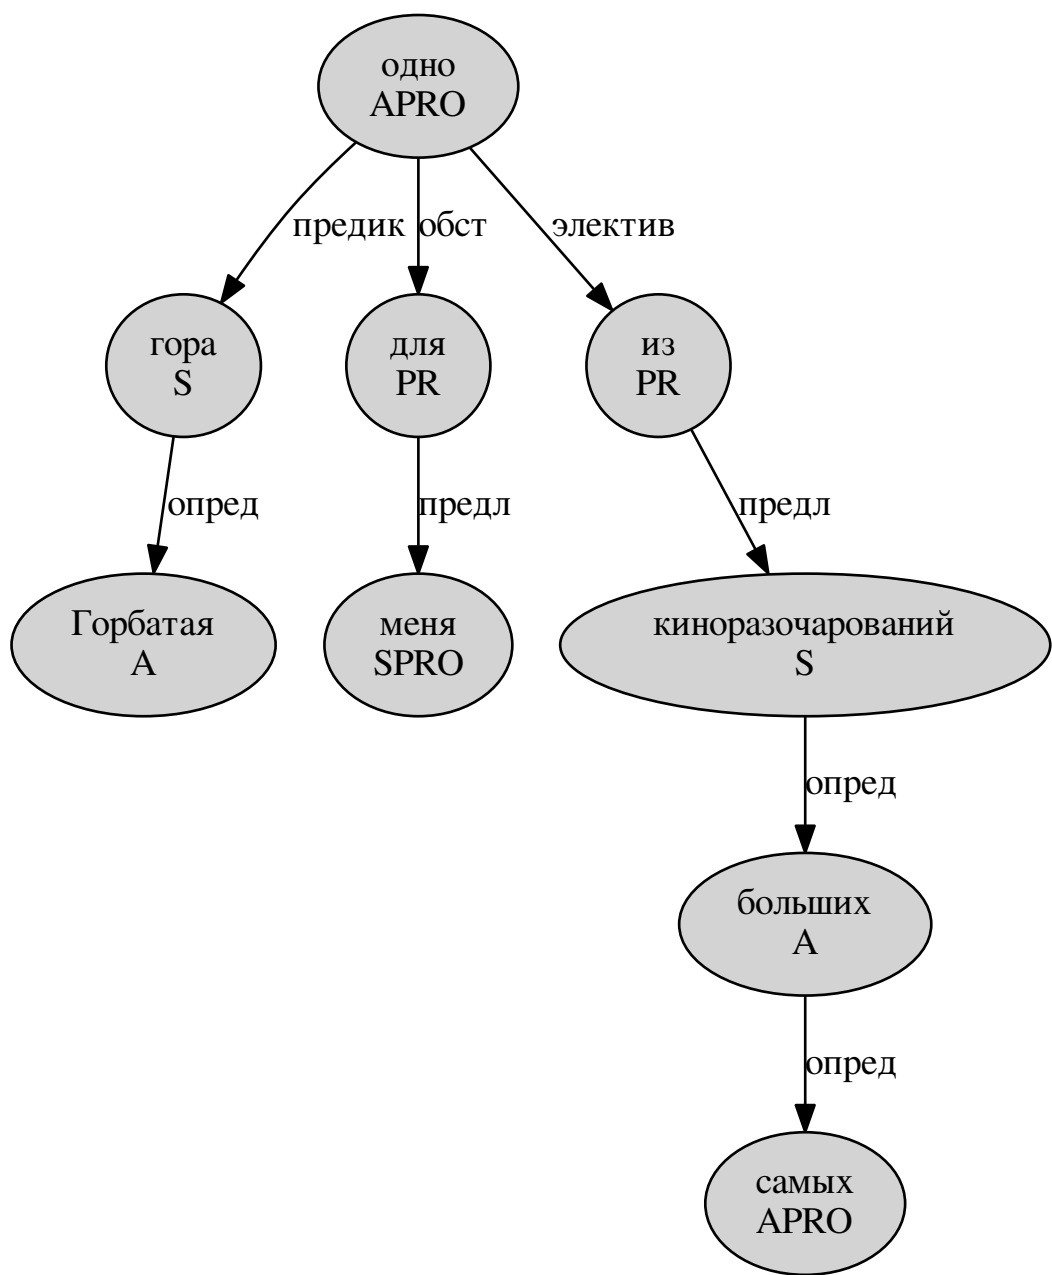 одно
APRO
предик
обст
электив
гора
S
для
PR
из
PR
опред
предл
предл
Горбатая
A
меня
SPRO
киноразочарований
S
опред
больших
A
опред
самых
APRO